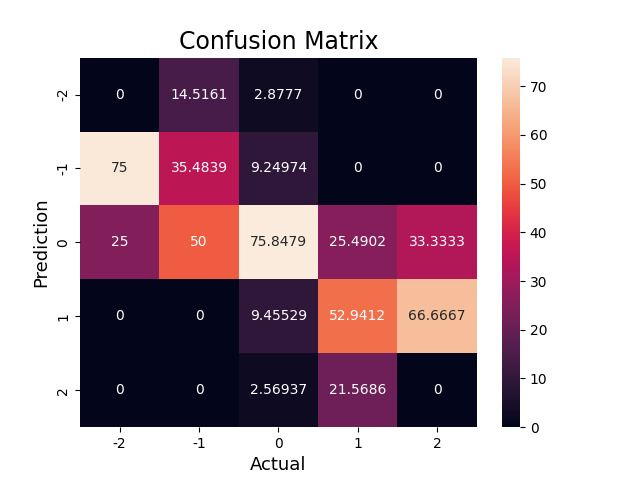 Confusion Matrix
-2 0 14.5161 2.8777 0 0
-1 75 35.4839 9.24974 0 0
0 25 50 75.8479 25.4902 33.3333
1 0 0 9.45529 52.9412 66.6667
2 0 0 2.56937 21.5686 0
-2 -1 0 1 2
Actual
Prediction
70
60
50
40
30
20
10
0